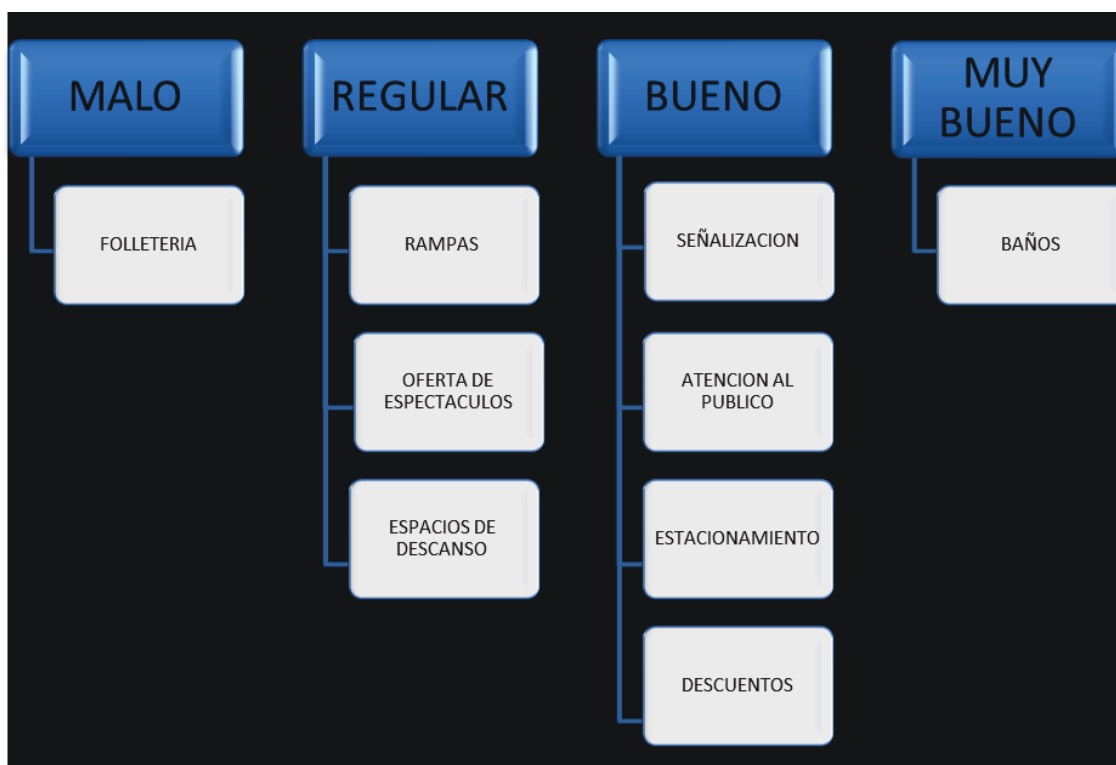 MALO
FOLLETERIA
REGULAR
RAMPAS
OFERTA DE
ESPECTACULOS
ESPACIOS DE
DESCANSO
BUENO
SEÑALIZACION
ATENCION AL
PUBLICO
ESTACIONAMIENTO
DESCUENTOS
MUY
BUENO
BAÑOS